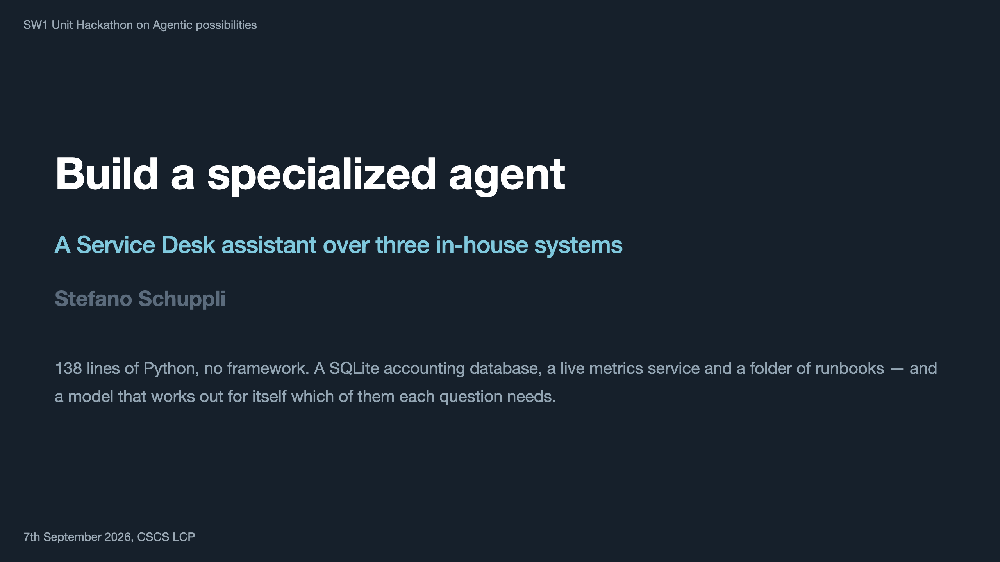 SW1 Unit Hackathon on Agentic possibilities
Build a specialized agent
A Service Desk assistant over three in-house systems
Stefano Schuppli
138 lines of Python, no framework. A SQLite accounting database, a live metrics service and a folder of runbooks — and
a model that works out for itself which of them each question needs.
7th September 2026, CSCS LCP